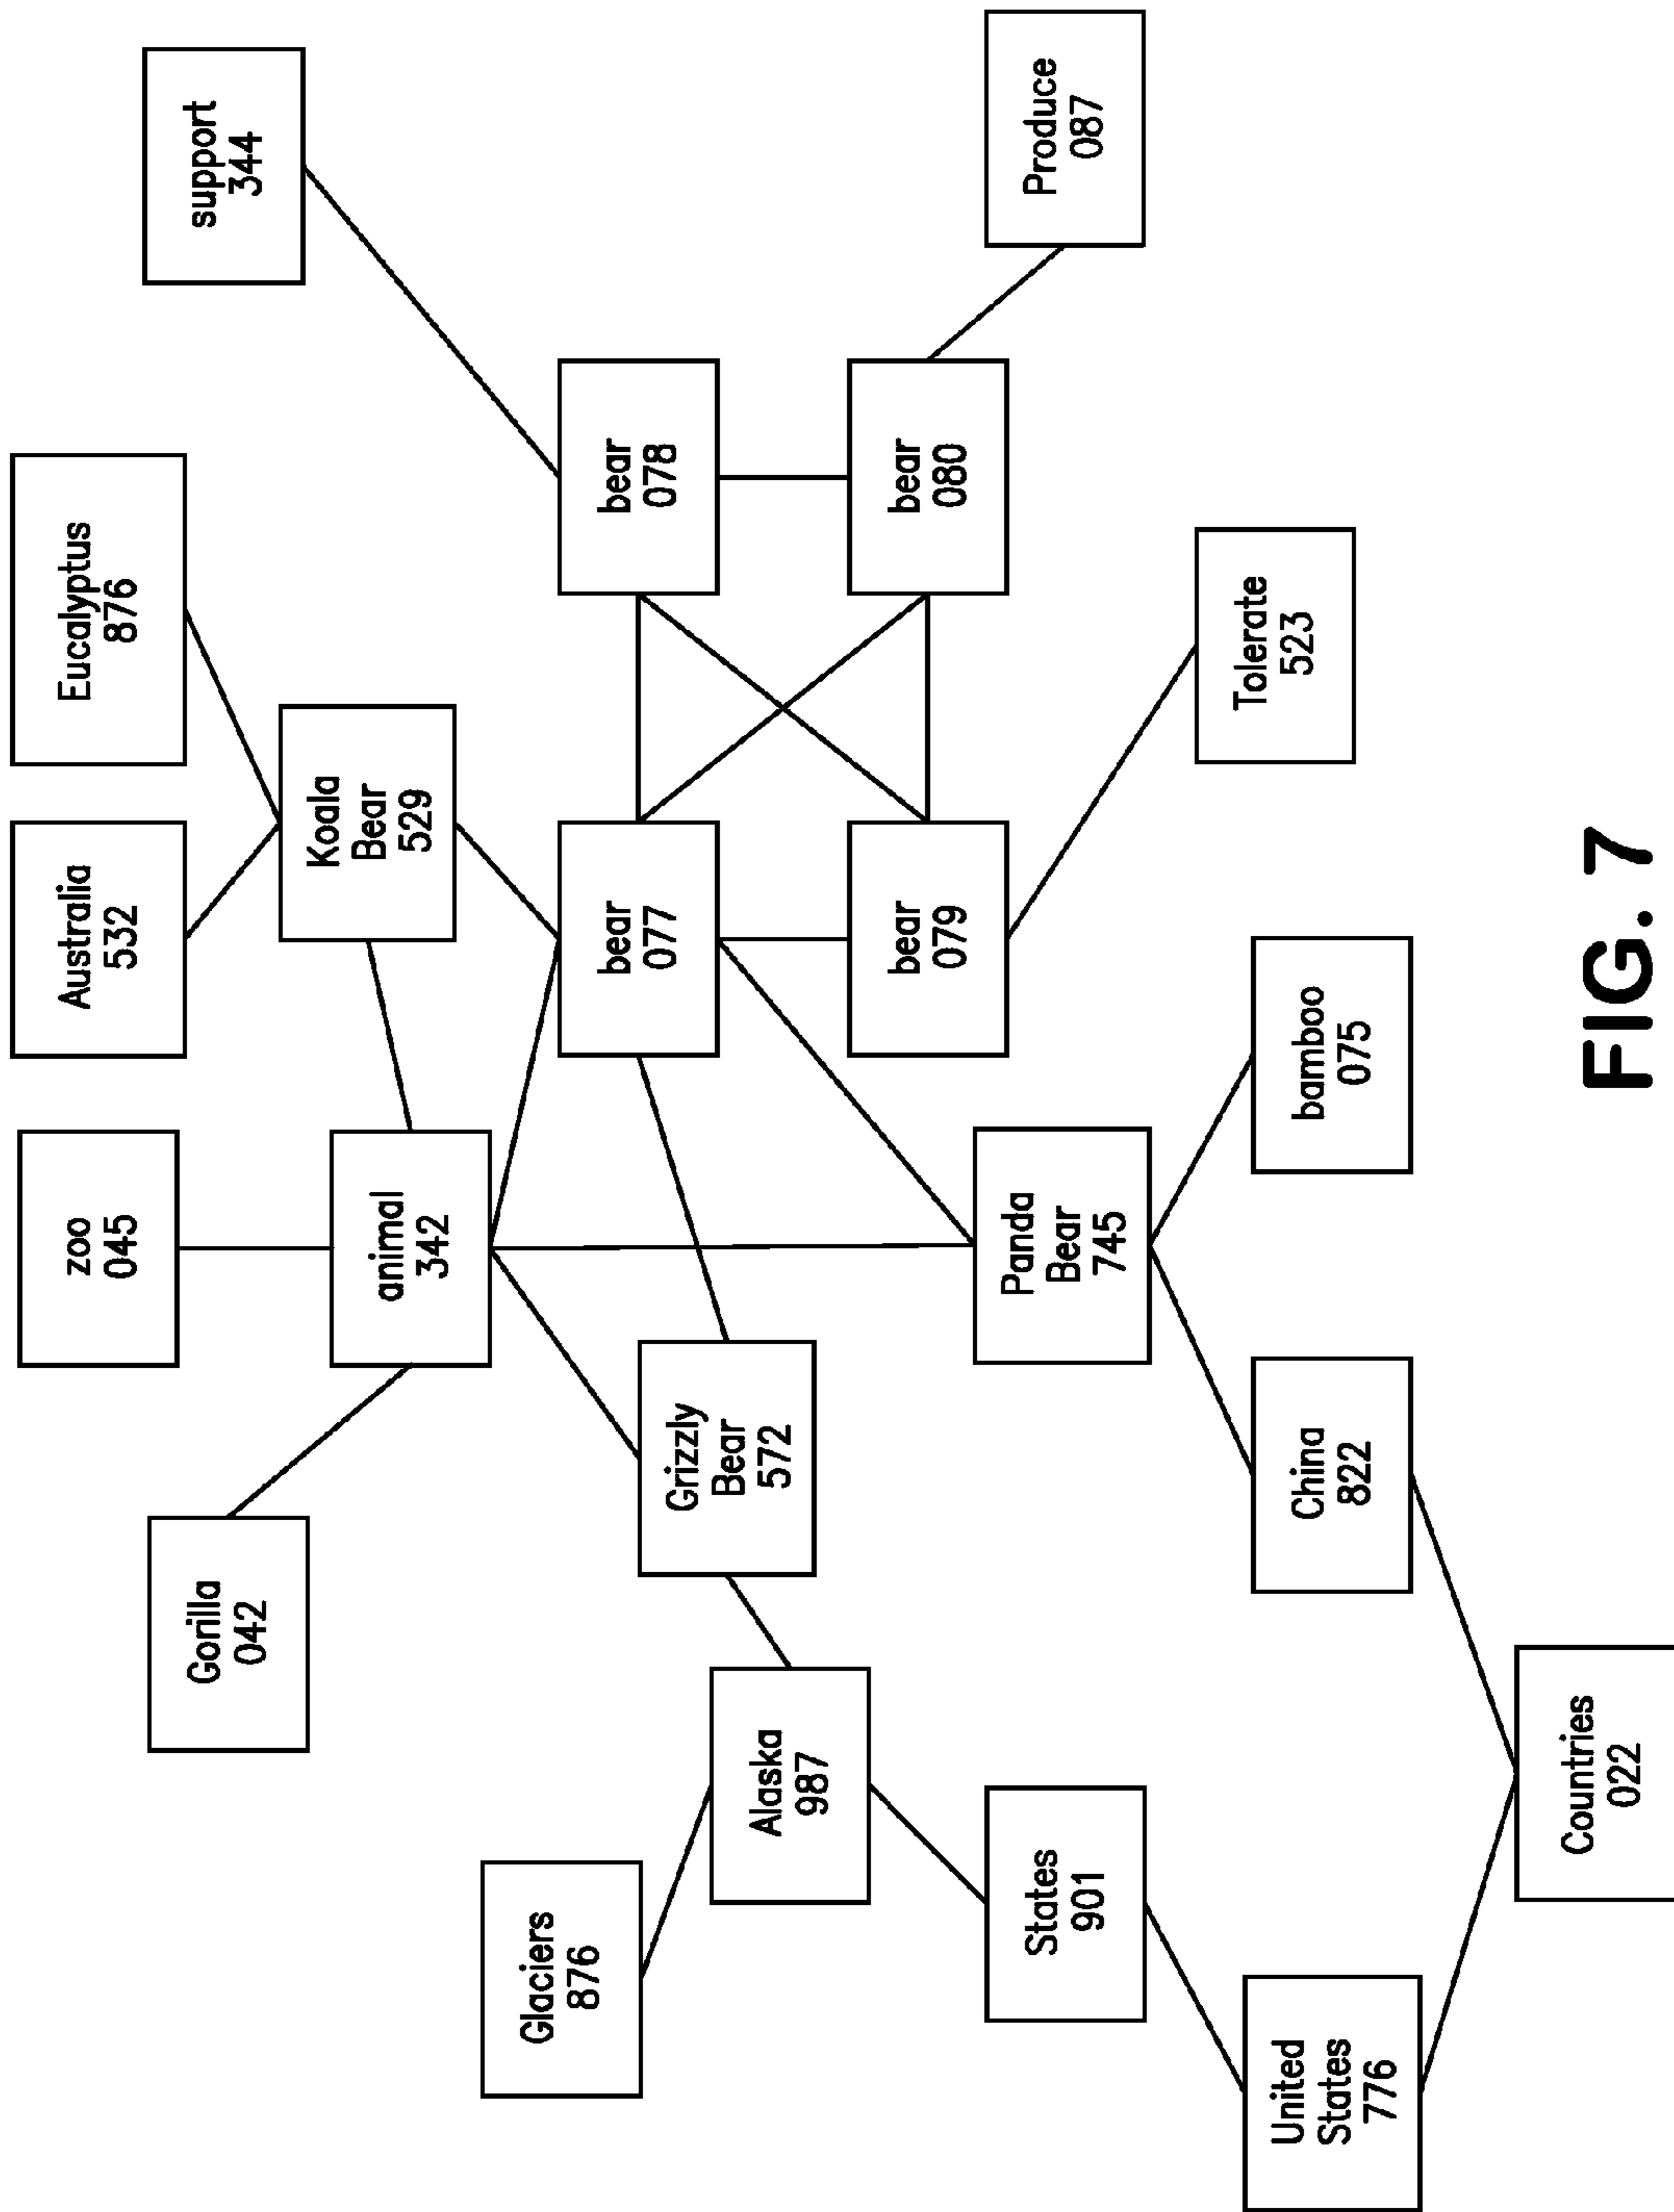 zoo
045
Australia
532
Eucalyptus
876
Gorilla
042
support
344
animal
342
Koala
Bear
529
Glaciers
876
bear
077
bear
078
Grizzly
Bear
572
Alaska
987
bear
079
bear
080
States
901
Panda
Bear
745
Produce
087
Tolerate
523
United
States
776
China
822
bamboo
075
Countries
022
FIG. 7